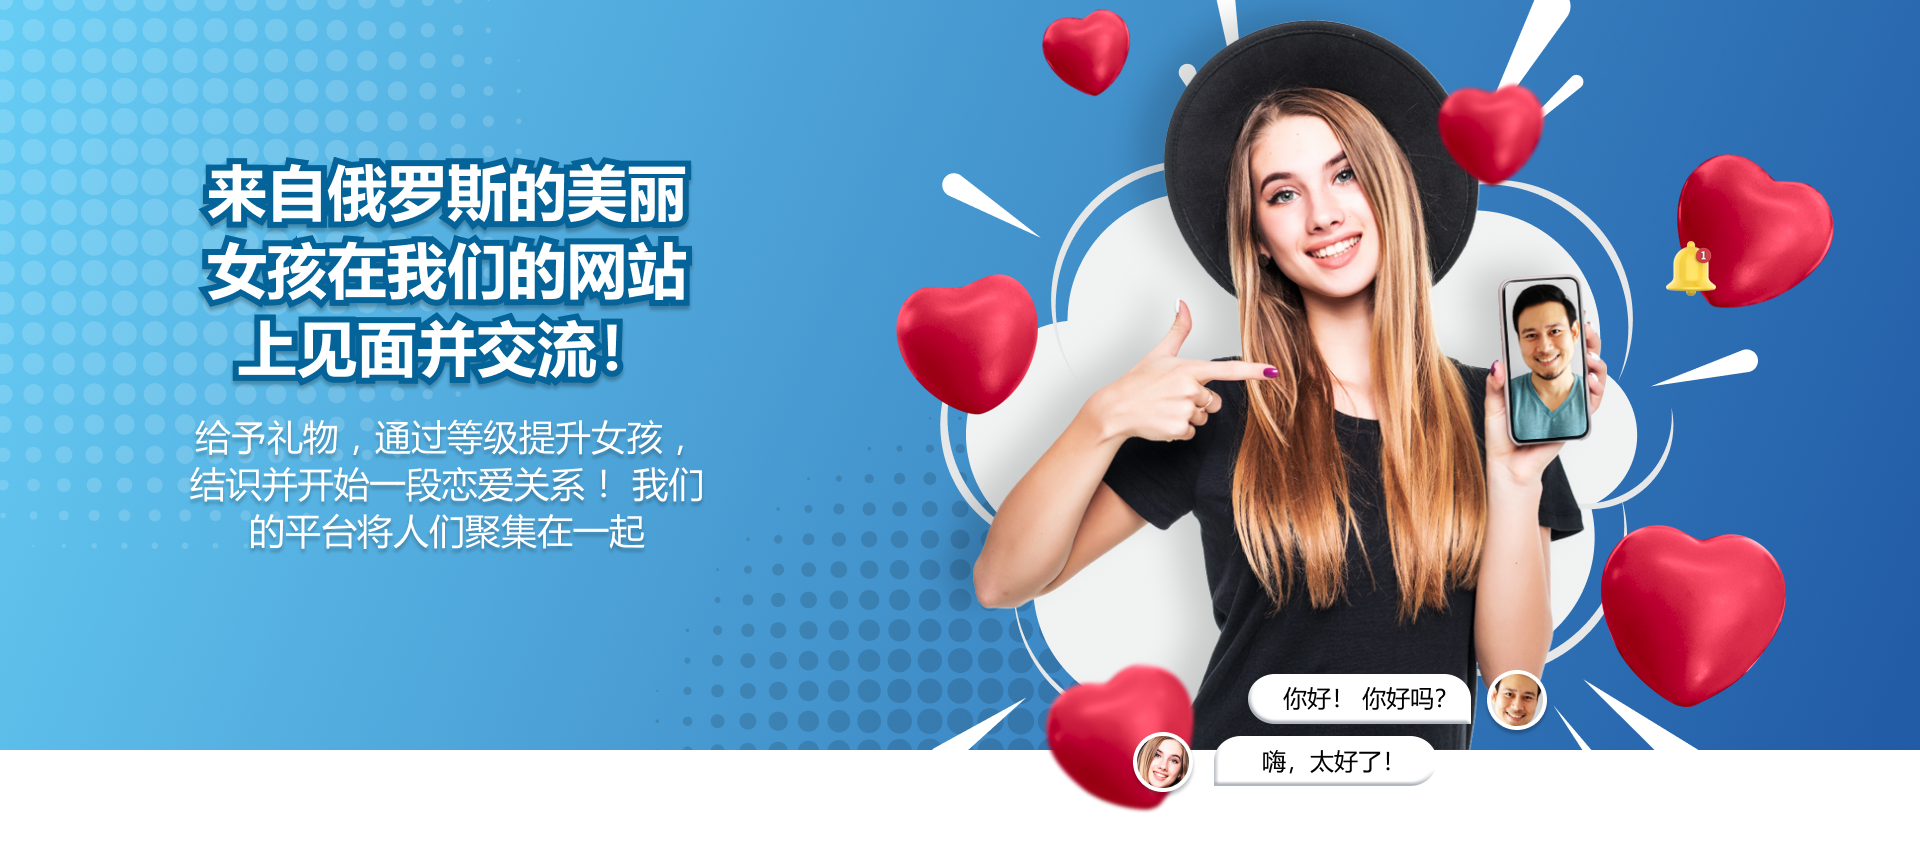 来自俄罗斯的美丽
女孩在我们的网站
上见面并交流！
给予礼物，通过等级提升女孩，
结识并开始一段恋爱关系！我们
的平台将人们聚集在一起
1
你好！ 你好吗？
嗨，太好了！